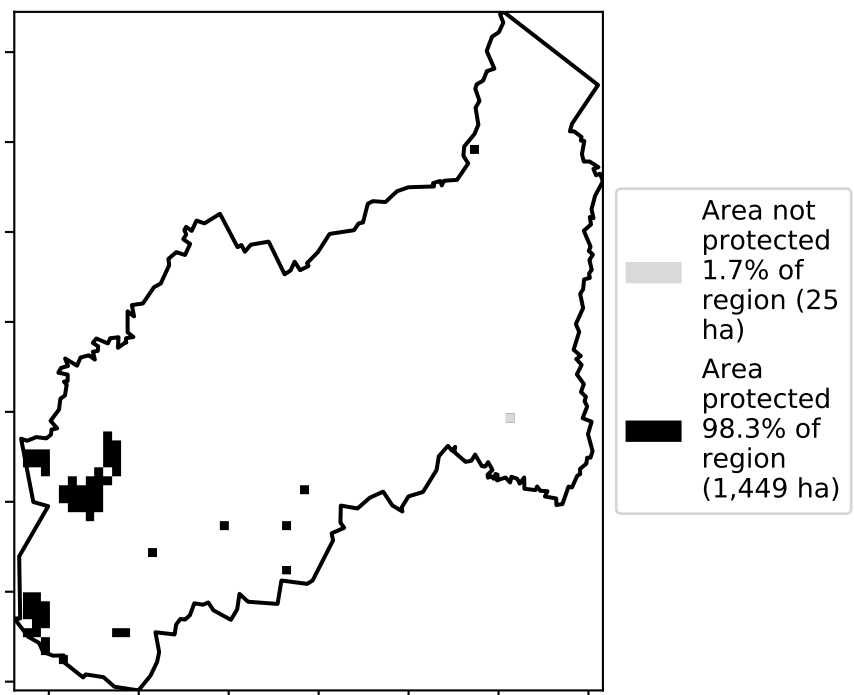 Area not
protected
1.7% of
region (25
ha)
Area
protected
98.3% of
region
(1,449 ha)